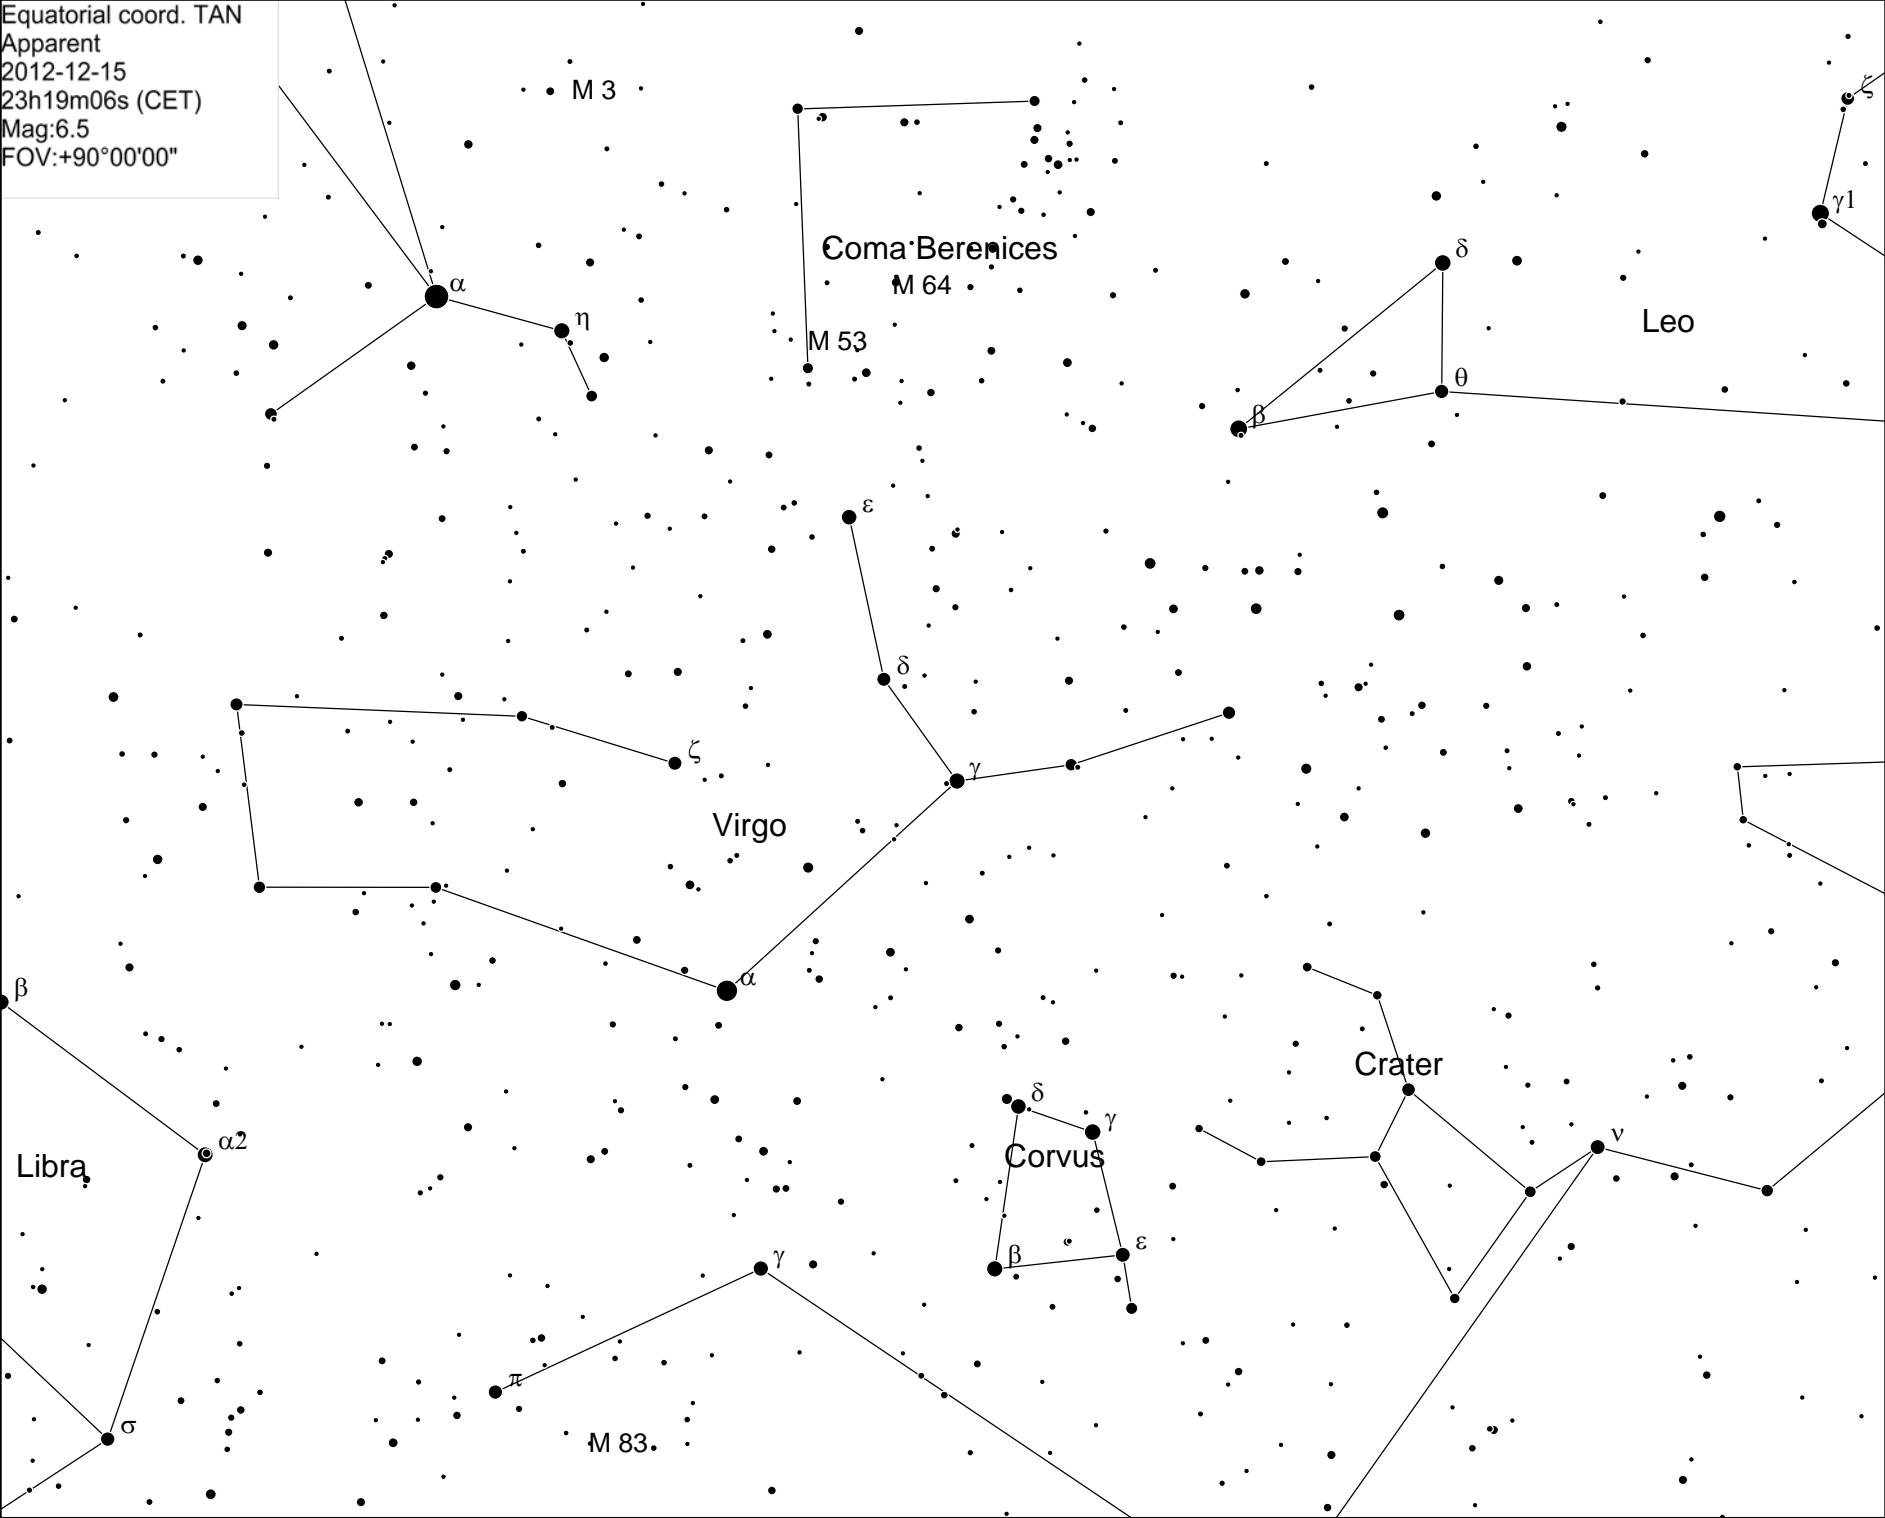 Equatorial coord. TAN
Apparent
2012-12-15
23h19m06s (CET)
Mag:6.5
FOV:+90°00'00"
M 3
ζ
γ1
Coma Berenices
δ
α
M 64
η
Leo
M 53
θ
β
ε
δ
ζ
γ
Virgo
α
β
Crater
δ
γ
ν
α2
Corvus
Libra
ε
β
γ
π
σ
M 83